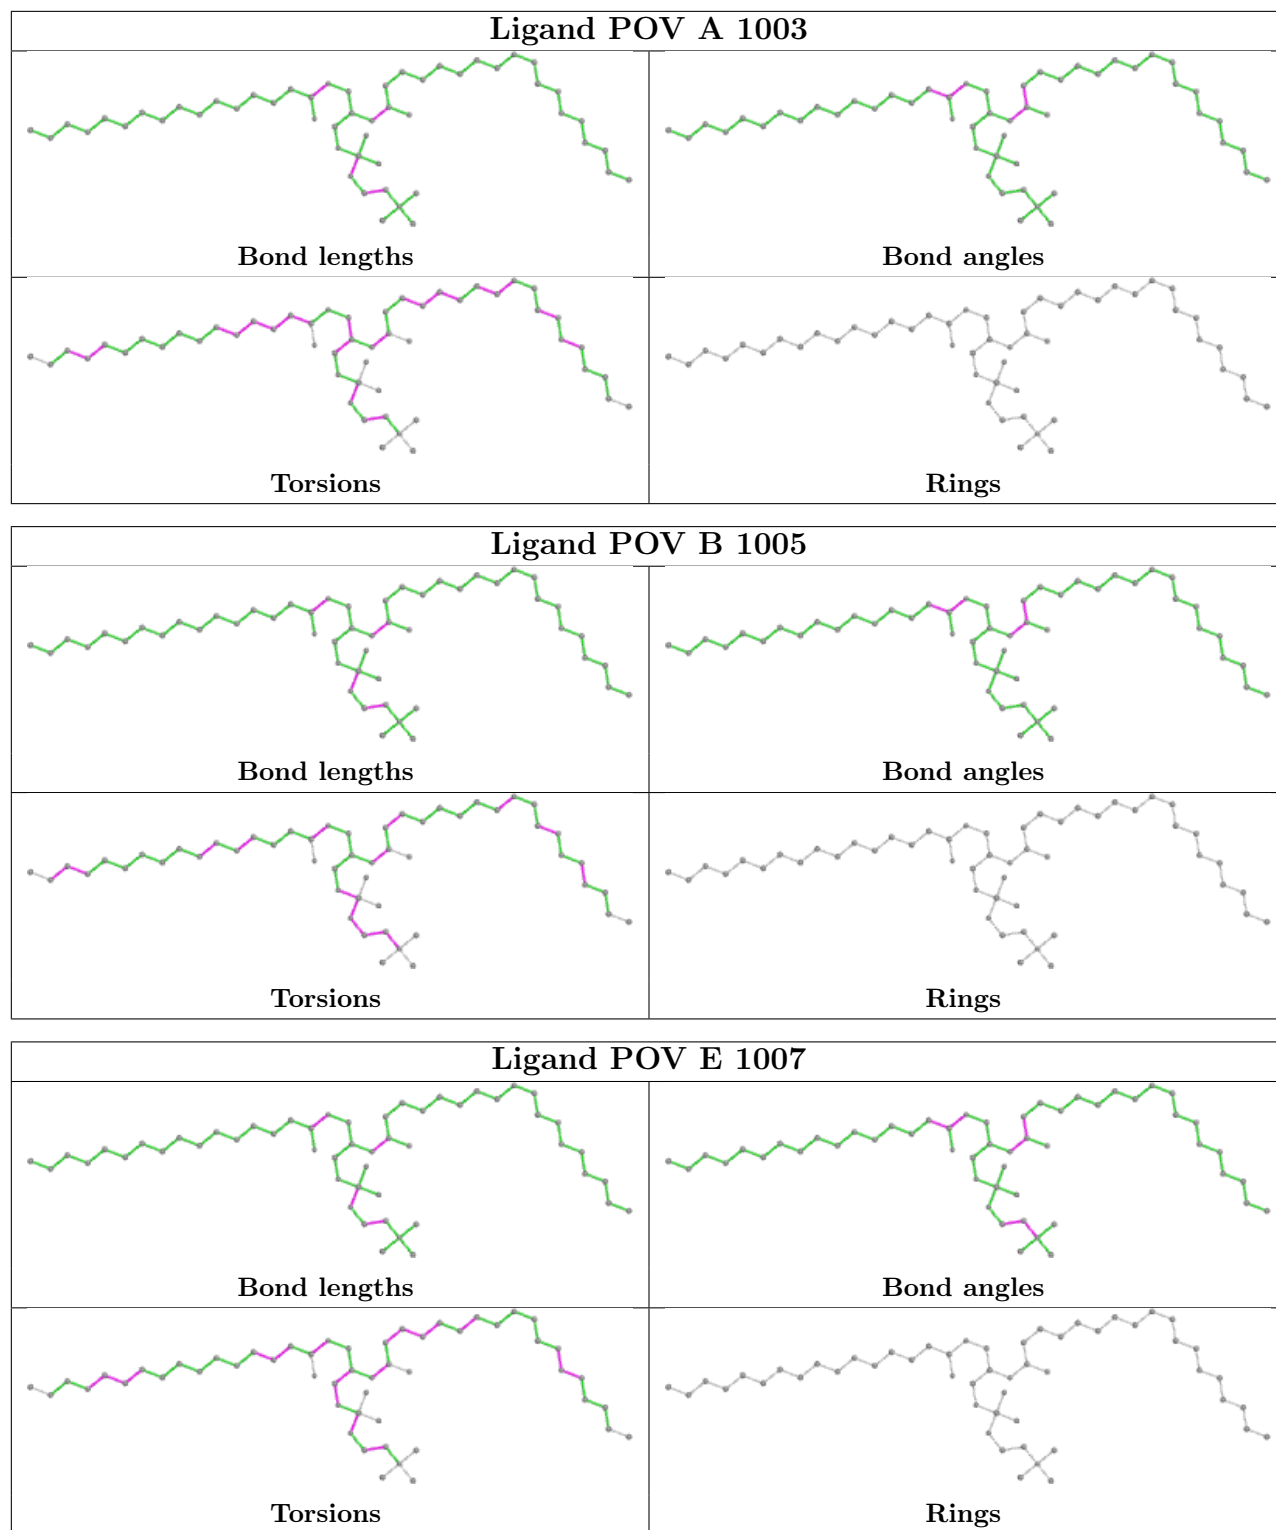 Ligand POV A 1003
Bond lengths
Bond angles
Torsions
Rings
Ligand POV B 1005
Bond lengths
Bond angles
Torsions
Rings
Ligand POV E 1007
Bond lengths
Bond angles
Torsions
Rings